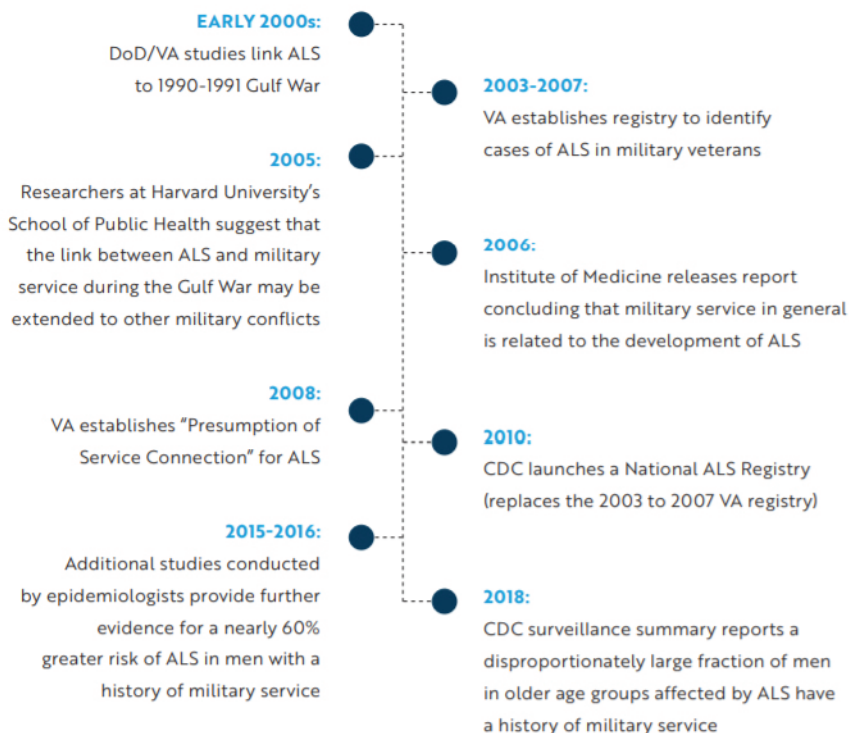 EARLY 2000s:
DoD/VA studies link ALS
to 1990-1991 Gulf War
2003-2007:
VA establishes registry to identify
cases of ALS in military veterans
2005:
Researchers at Harvard University's
School of Public Health suggest that
the link between ALS and military
service during the Gulf War may be
extended to other military conflicts
2006:
Institute of Medicine releases report
concluding that military service in general
is related to the development of ALS
2008:
VA establishes "Presumption of
Service Connection" for ALS
2010:
CDC launches a National ALS Registry
(replaces the 2003 to 2007 VA registry)
2015-2016:
Additional studies conducted
by epidemiologists provide further
evidence for a nearly 60%
greater risk of ALS in men with a
history of military service
2018:
CDC surveillance summary reports a
disproportionately large fraction of men
in older age groups affected by ALS have
a history of military service